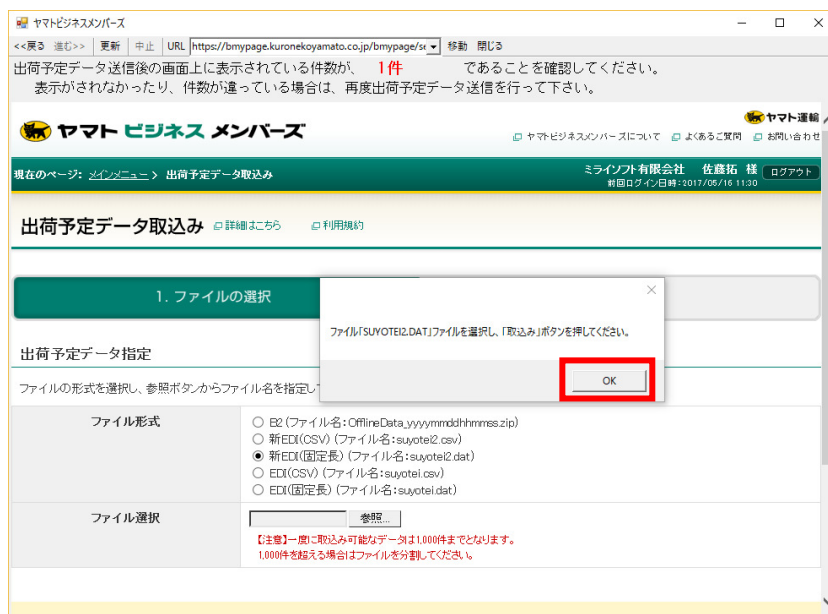 ヤマトビジネスメンバーズ
<<戻る 進む>> 更新 中止 URL https://bmypage.kuronekoyamato.co.jp/bmypage/se 移動 閉じる
出荷予定データ送信後の画面上に表示されている件数が、 1件 であることを確認してください。
表示がされなかったり、件数が違っている場合は、再度出荷予定データ送信を行って下さい。
ヤマト運輸
ヤマト ビジネス メンバーズ
ヤマトビジネスメンバーズについて よくあるご質問 お問い合わせ
現在のページ: メインメニュー > 出荷予定データ取込み
ミライソフト有限会社 佐藤拓 様 ログアウト
前回ログイン日時:2017/05/16 11:30
出荷予定データ取込み 詳細はこちら 利用規約
1. ファイルの選択
ファイル「SUYOTEI2.DAT」ファイルを選択し、「取込み」ボタンを押してください。
OK
出荷予定データ指定
ファイルの形式を選択し、参照ボタンからファイル名を指定し
ファイル形式
B2 (ファイル名:OfflineData_yyyymmddhhmmss.zip)
新EDI(CSV) (ファイル名:suyotei2.csv)
新EDI(固定長) (ファイル名:suyotei2.dat)
EDI(CSV) (ファイル名:suyotei.csv)
EDI(固定長) (ファイル名:suyotei.dat)
ファイル選択
参照...
【注意】一度に取込み可能なデータは1,000件までとなります。
1,000件を超える場合はファイルを分割してください。